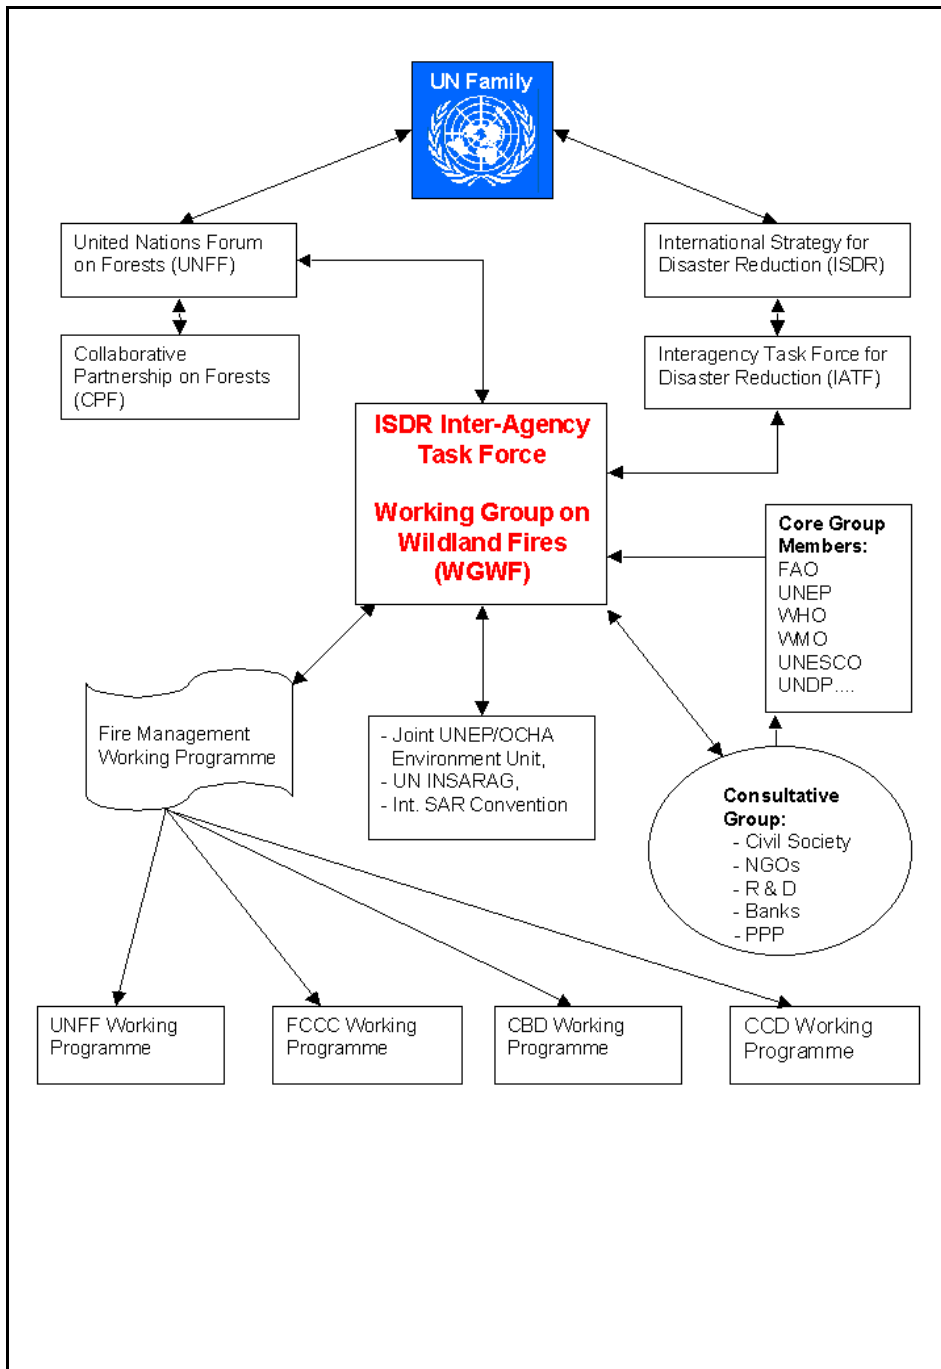 UN Family
United Nations Forum
on Forests (UNFF)
International Strategy for
Disaster Reduction (ISDR)
Collaborative
Partnership on Forests
(CPF)
Interagency Task Force for
Disaster Reduction (IATF)
ISDR Inter-Agency
Task Force
Working Group on
Wildland Fires
(WGWF)
Core Group
Members:
FAO
UNEP
WHO
WMO
UNESCO
UNDP....
Fire Management
Working Programme
- Joint UNEP/OCHA
Environment Unit,
- UN INSARAG,
- Int. SAR Convention
Consultative
Group:
- Civil Society
- NGOs
- R & D
- Banks
- PPP
UNFF Working
Programme
FCCC Working
Programme
CBD Working
Programme
CCD Working
Programme